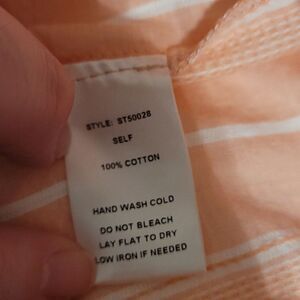 STYLE: ST50028
SELF
100% COTTON
HAND WASH COLD
DO NOT BLEACH
LAY FLAT TO DRY
LOW IRON IF NEEDED